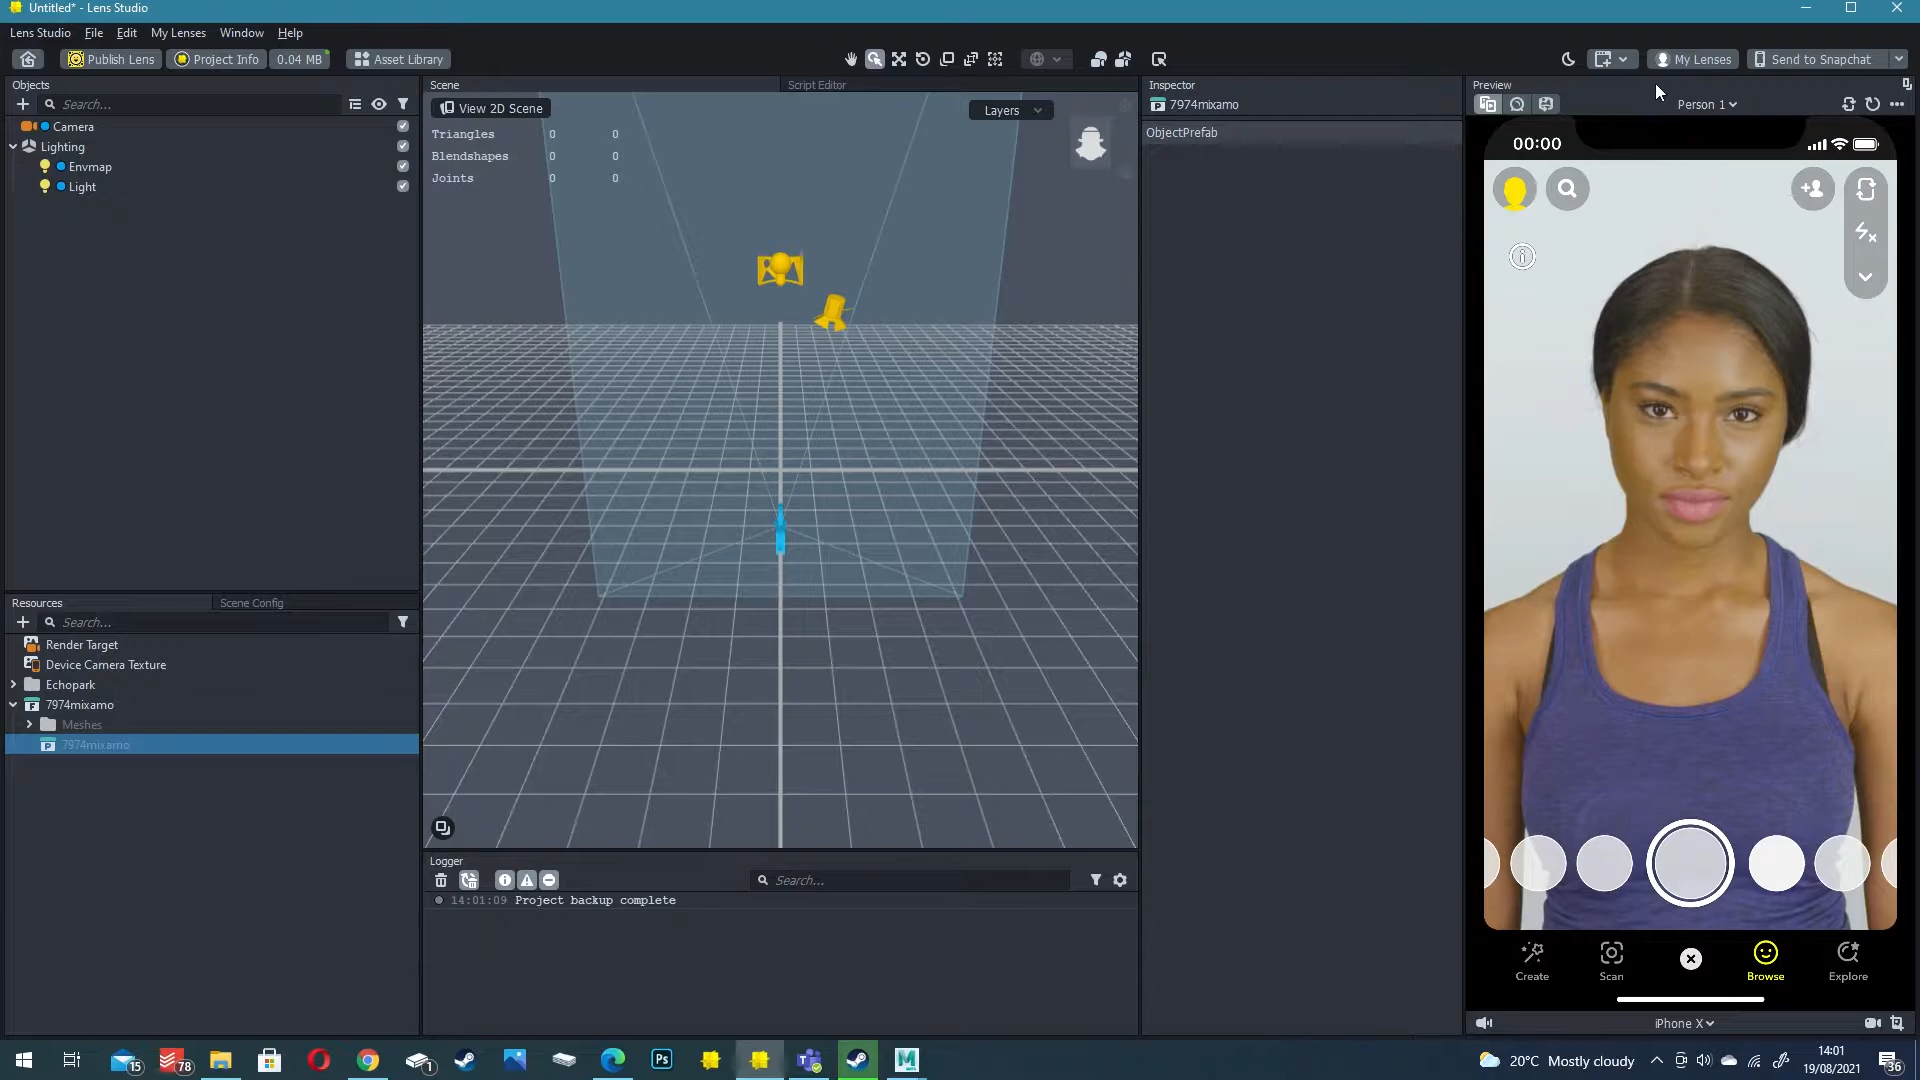 Untitled* - Lens Studio
Lens Studio File Edit My Lenses Window Help
Publish Lens Project Info 0.04 MB Asset Library My Lenses Send to Snapchat
Objects
Search...
Camera
Lighting
Envmap
Light
Resources Scene Config
Search...
Render Target
Device Camera Texture
Echopark
7974mixamo
Meshes
7974mixamo
Scene Script Editor
View 2D Scene Layers
Triangles 0 0
Blendshapes 0 0
Joints 0 0
Logger
Search...
14:01:09 Project backup complete
Inspector
7974mixamo
ObjectPrefab
Preview
Person 1
00:00
Create Scan Browse Explore
iPhone X
15 78 1 Ps M 20°C Mostly cloudy 14:01
19/08/2021 36